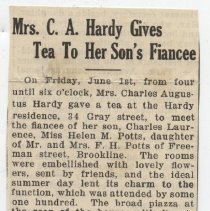 Mrs. C. A. Hardy Gives
Tea To Her Son's Fiancee
On Friday, June 1st, from four
until six o'clock, Mrs. Charles Augus-
tus Hardy gave a tea at the Hardy
residence, 34 Gray street, to meet
the fiances of her son, Charles Laur-
ence, Miss Helen M. Potts, daughter
of Mr. and Mrs. F. H. Potts of Free-
man street, Brookline. The rooms
were embellished with lovely flow-
ers, sent by friends, and the ideal
summer day lent its charm to the
function, which was attended by some
one hundred. The broad piazza at